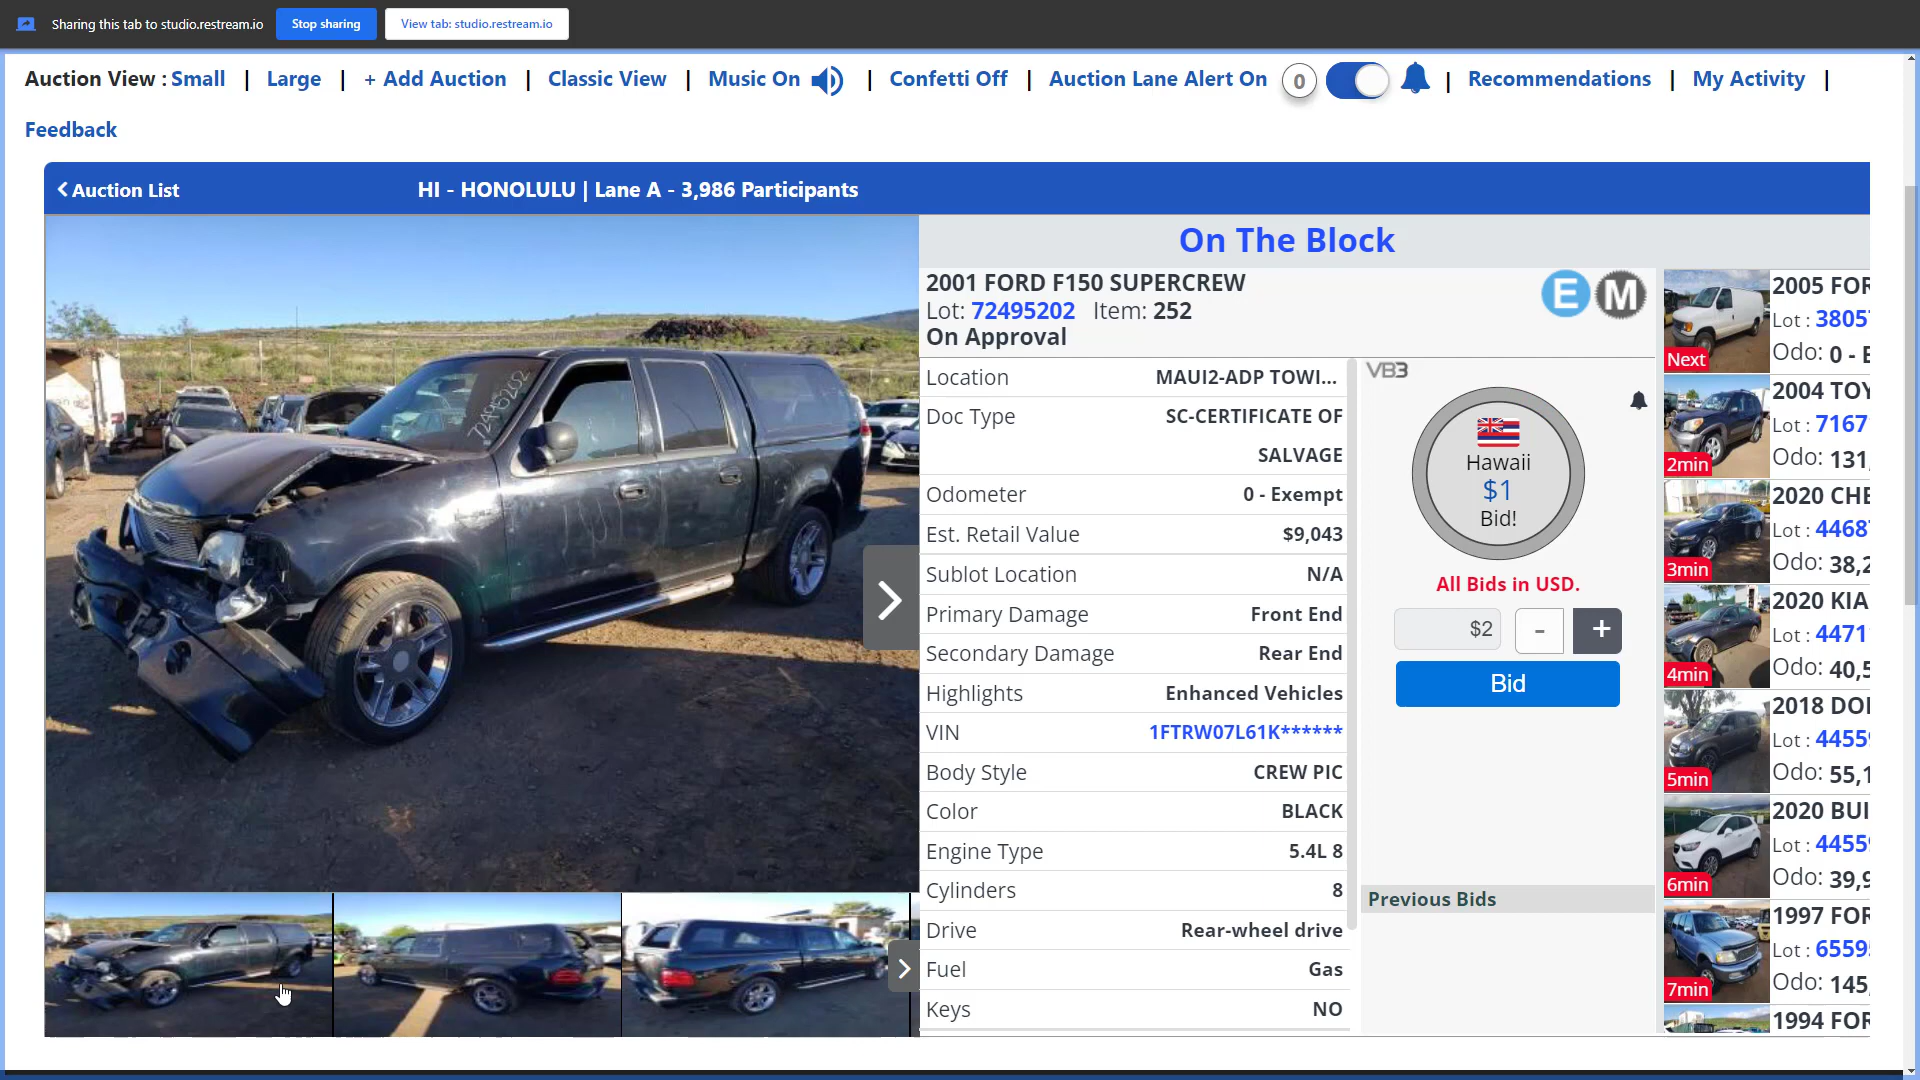 Sharing this tab to studio.restream.io
Stop sharing
View tab: studio.restream.io
Auction View : Small | Large | + Add Auction | Classic View | Music On | Confetti Off | Auction Lane Alert On 0 | Recommendations | My Activity |
Feedback
Auction List
HI - HONOLULU | Lane A - 3,986 Participants
72495202
On The Block
2001 FORD F150 SUPERCREW
Lot: 72495202 Item: 252
On Approval
E M
Location MAUI2-ADP TOWI...
Doc Type SC-CERTIFICATE OF
SALVAGE
Odometer 0 - Exempt
Est. Retail Value $9,043
Sublot Location N/A
Primary Damage Front End
Secondary Damage Rear End
Highlights Enhanced Vehicles
VIN 1FTRW07L61K******
Body Style CREW PIC
Color BLACK
Engine Type 5.4L 8
Cylinders 8
Drive Rear-wheel drive
Fuel Gas
Keys NO
VB3
Hawaii
$1
Bid!
All Bids in USD.
$2 - +
Bid
Previous Bids
Next
2005 FOR
Lot : 3805
Odo: 0 - E
2min
2004 TOY
Lot : 7167
Odo: 131,
3min
2020 CHE
Lot : 4468
Odo: 38,2
4min
2020 KIA
Lot : 4471
Odo: 40,5
5min
2018 DO
Lot : 4455
Odo: 55,1
6min
2020 BUI
Lot : 4455
Odo: 39,9
7min
1997 FOR
Lot : 6559
Odo: 145,
1994 FOR